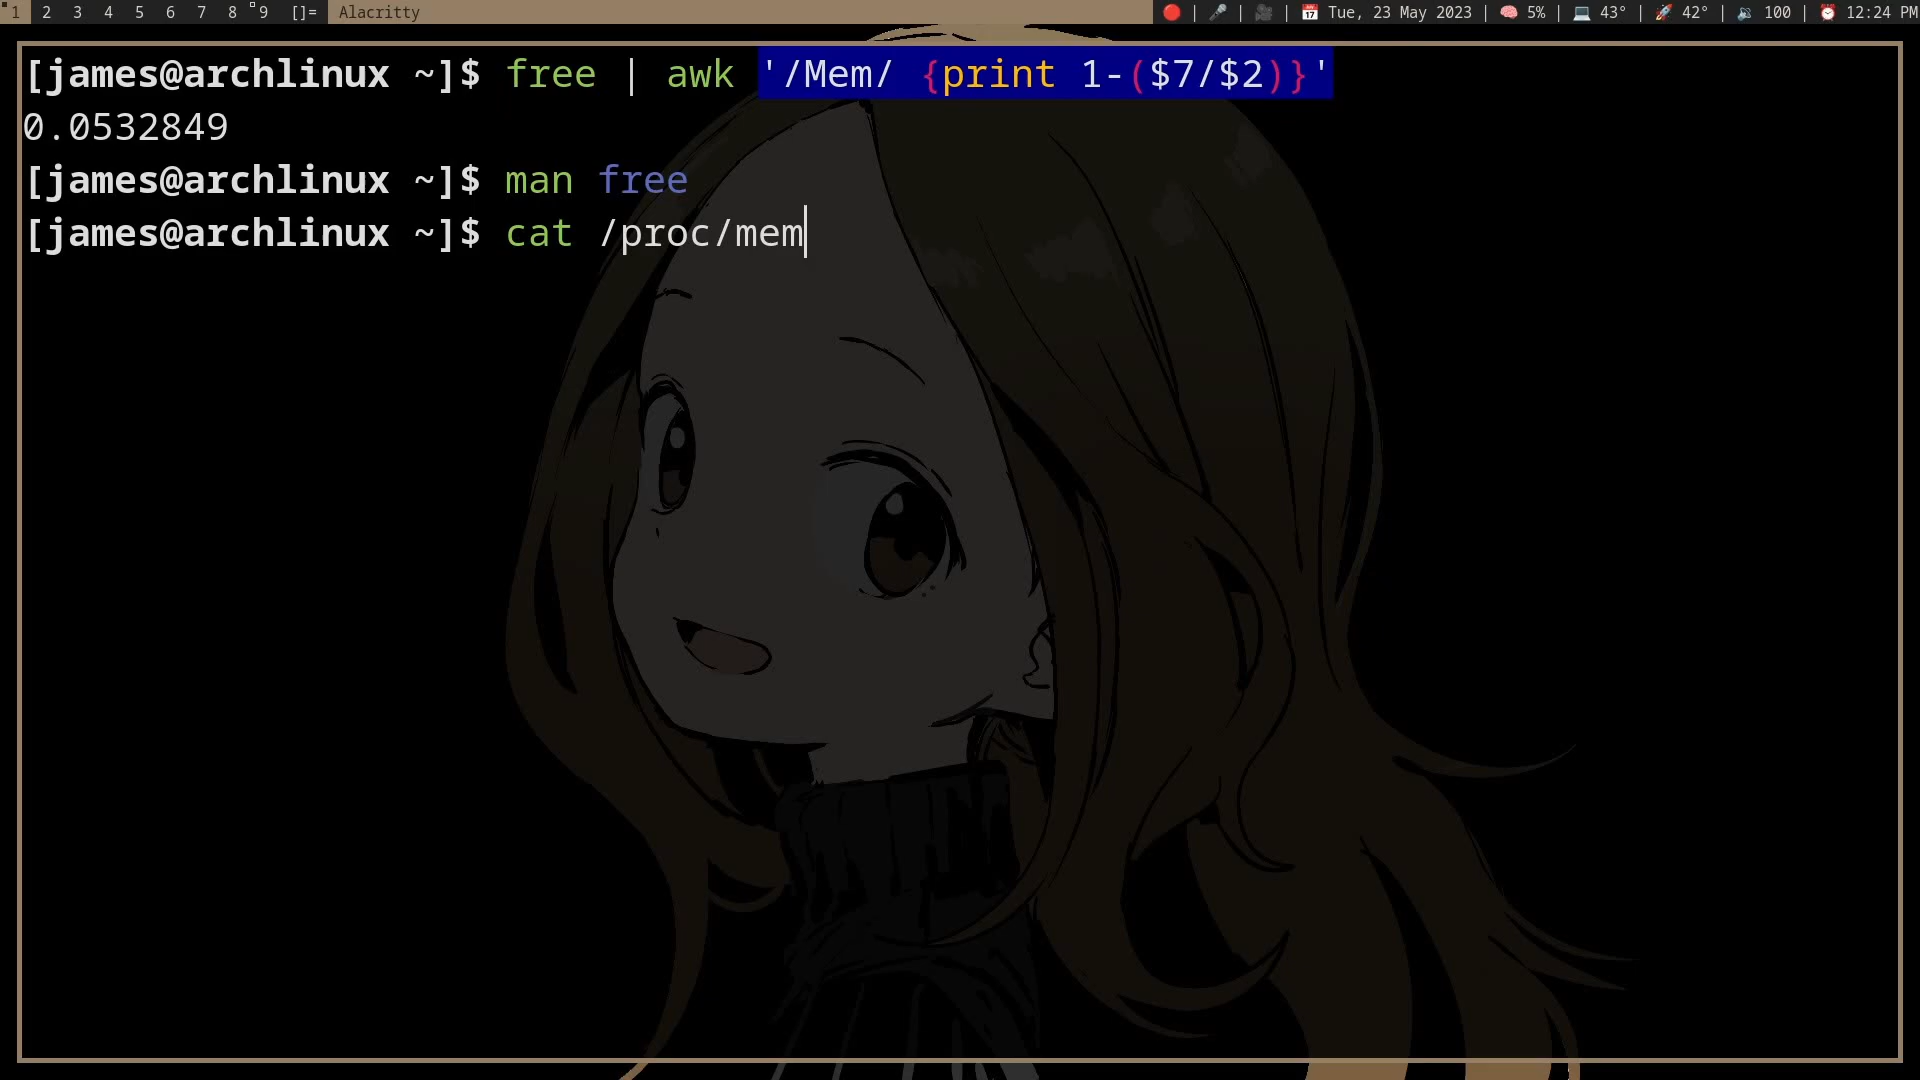 1 2 3 4 5 6 7 8 9 []= Alacritty 🔴 | 🎤 | 🎥 | 📅 Tue, 23 May 2023 | 🧠 5% | 💻 43° | 🚀 42° | 🔉 100 | ⏰ 12:24 PM
[james@archlinux ~]$ free | awk '/Mem/ {print 1-($7/$2)}'
0.0532849
[james@archlinux ~]$ man free
[james@archlinux ~]$ cat /proc/mem